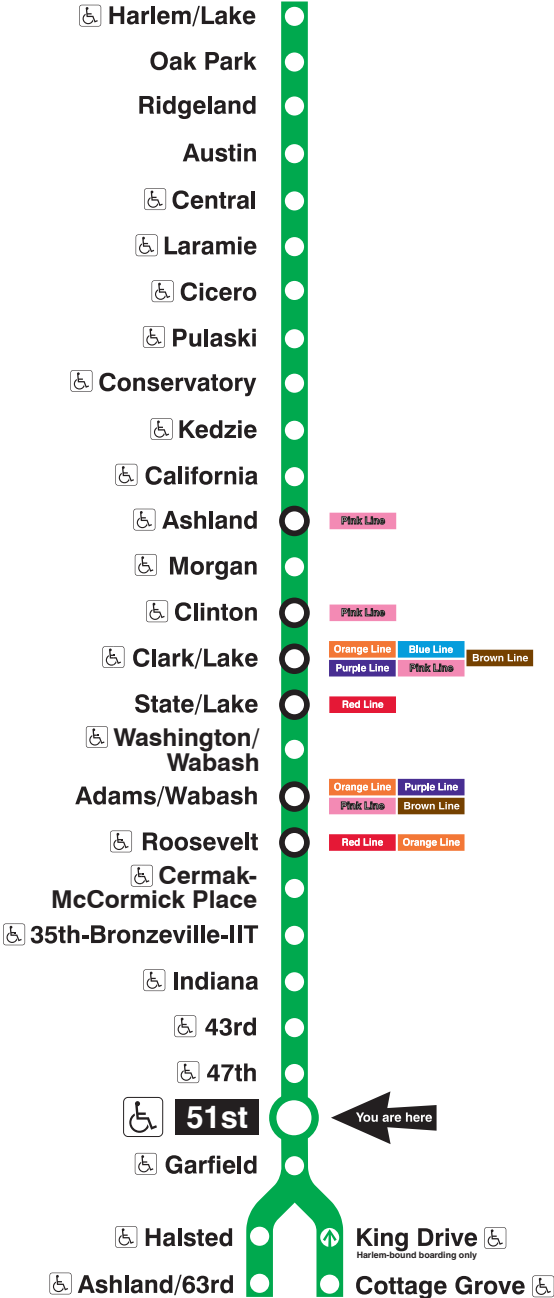 Harlem/Lake
Oak Park
Ridgeland
Austin
Central
Laramie
Cicero
Pulaski
Conservatory
Kedzie
California
Ashland
Pink Line
Morgan
Clinton
Pink Line
Clark/Lake
Orange Line Blue Line
Brown Line
Purple Line Pink Line
State/Lake
Red Line
Washington/
Wabash
Adams/Wabash
Orange Line Purple Line
Pink Line Brown Line
Roosevelt
Red Line Orange Line
Cermak-
McCormick Place
35th-Bronzeville-IIT
Indiana
43rd
47th
51st
You are here
Garfield
Halsted
King Drive
Harlem-bound boarding only
Ashland/63rd
Cottage Grove